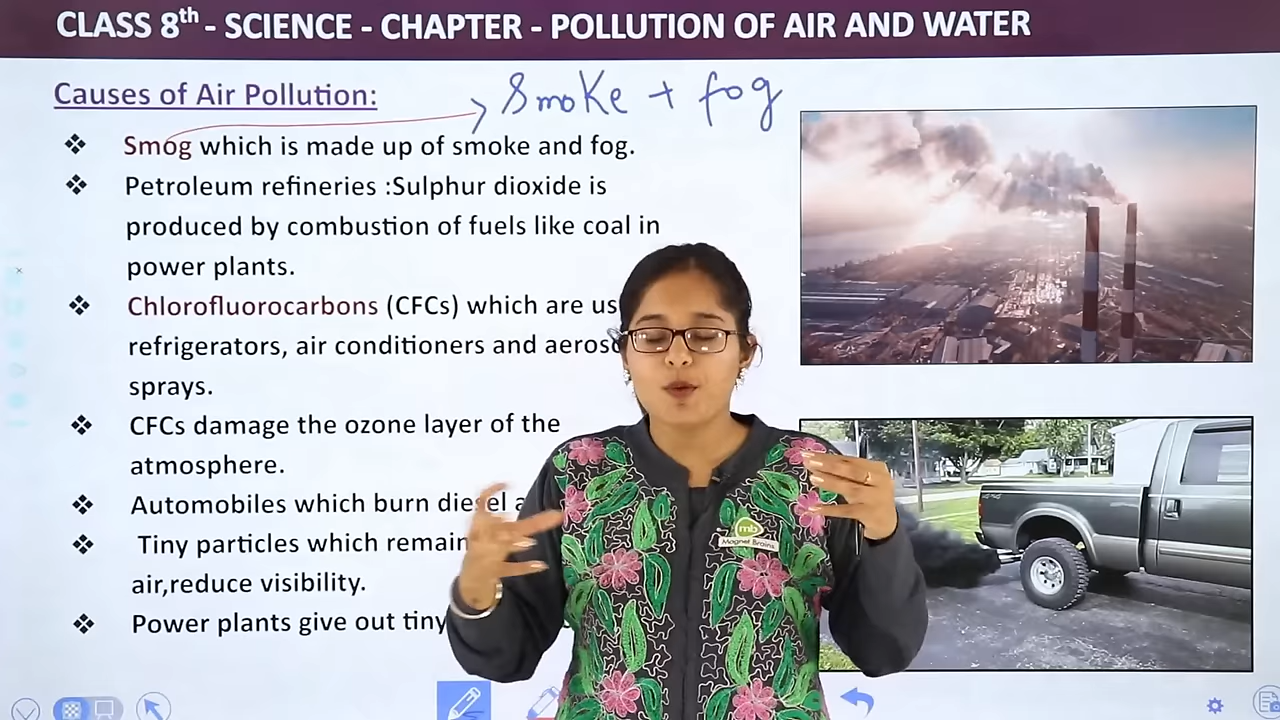 CLASS 8th - SCIENCE - CHAPTER - POLLUTION OF AIR AND WATER
Causes of Air Pollution:
Smoke + fog
❖ Smog which is made up of smoke and fog.
❖ Petroleum refineries :Sulphur dioxide is
produced by combustion of fuels like coal in
power plants.
❖ Chlorofluorocarbons (CFCs) which are
refrigerators, air conditioners and
sprays.
❖ CFCs damage the ozone layer of the
atmosphere.
❖ Automobiles which burn diesel
❖ Tiny particles which remain
air,reduce visibility.
❖ Power plants give out tiny
mb
Magnet Brains